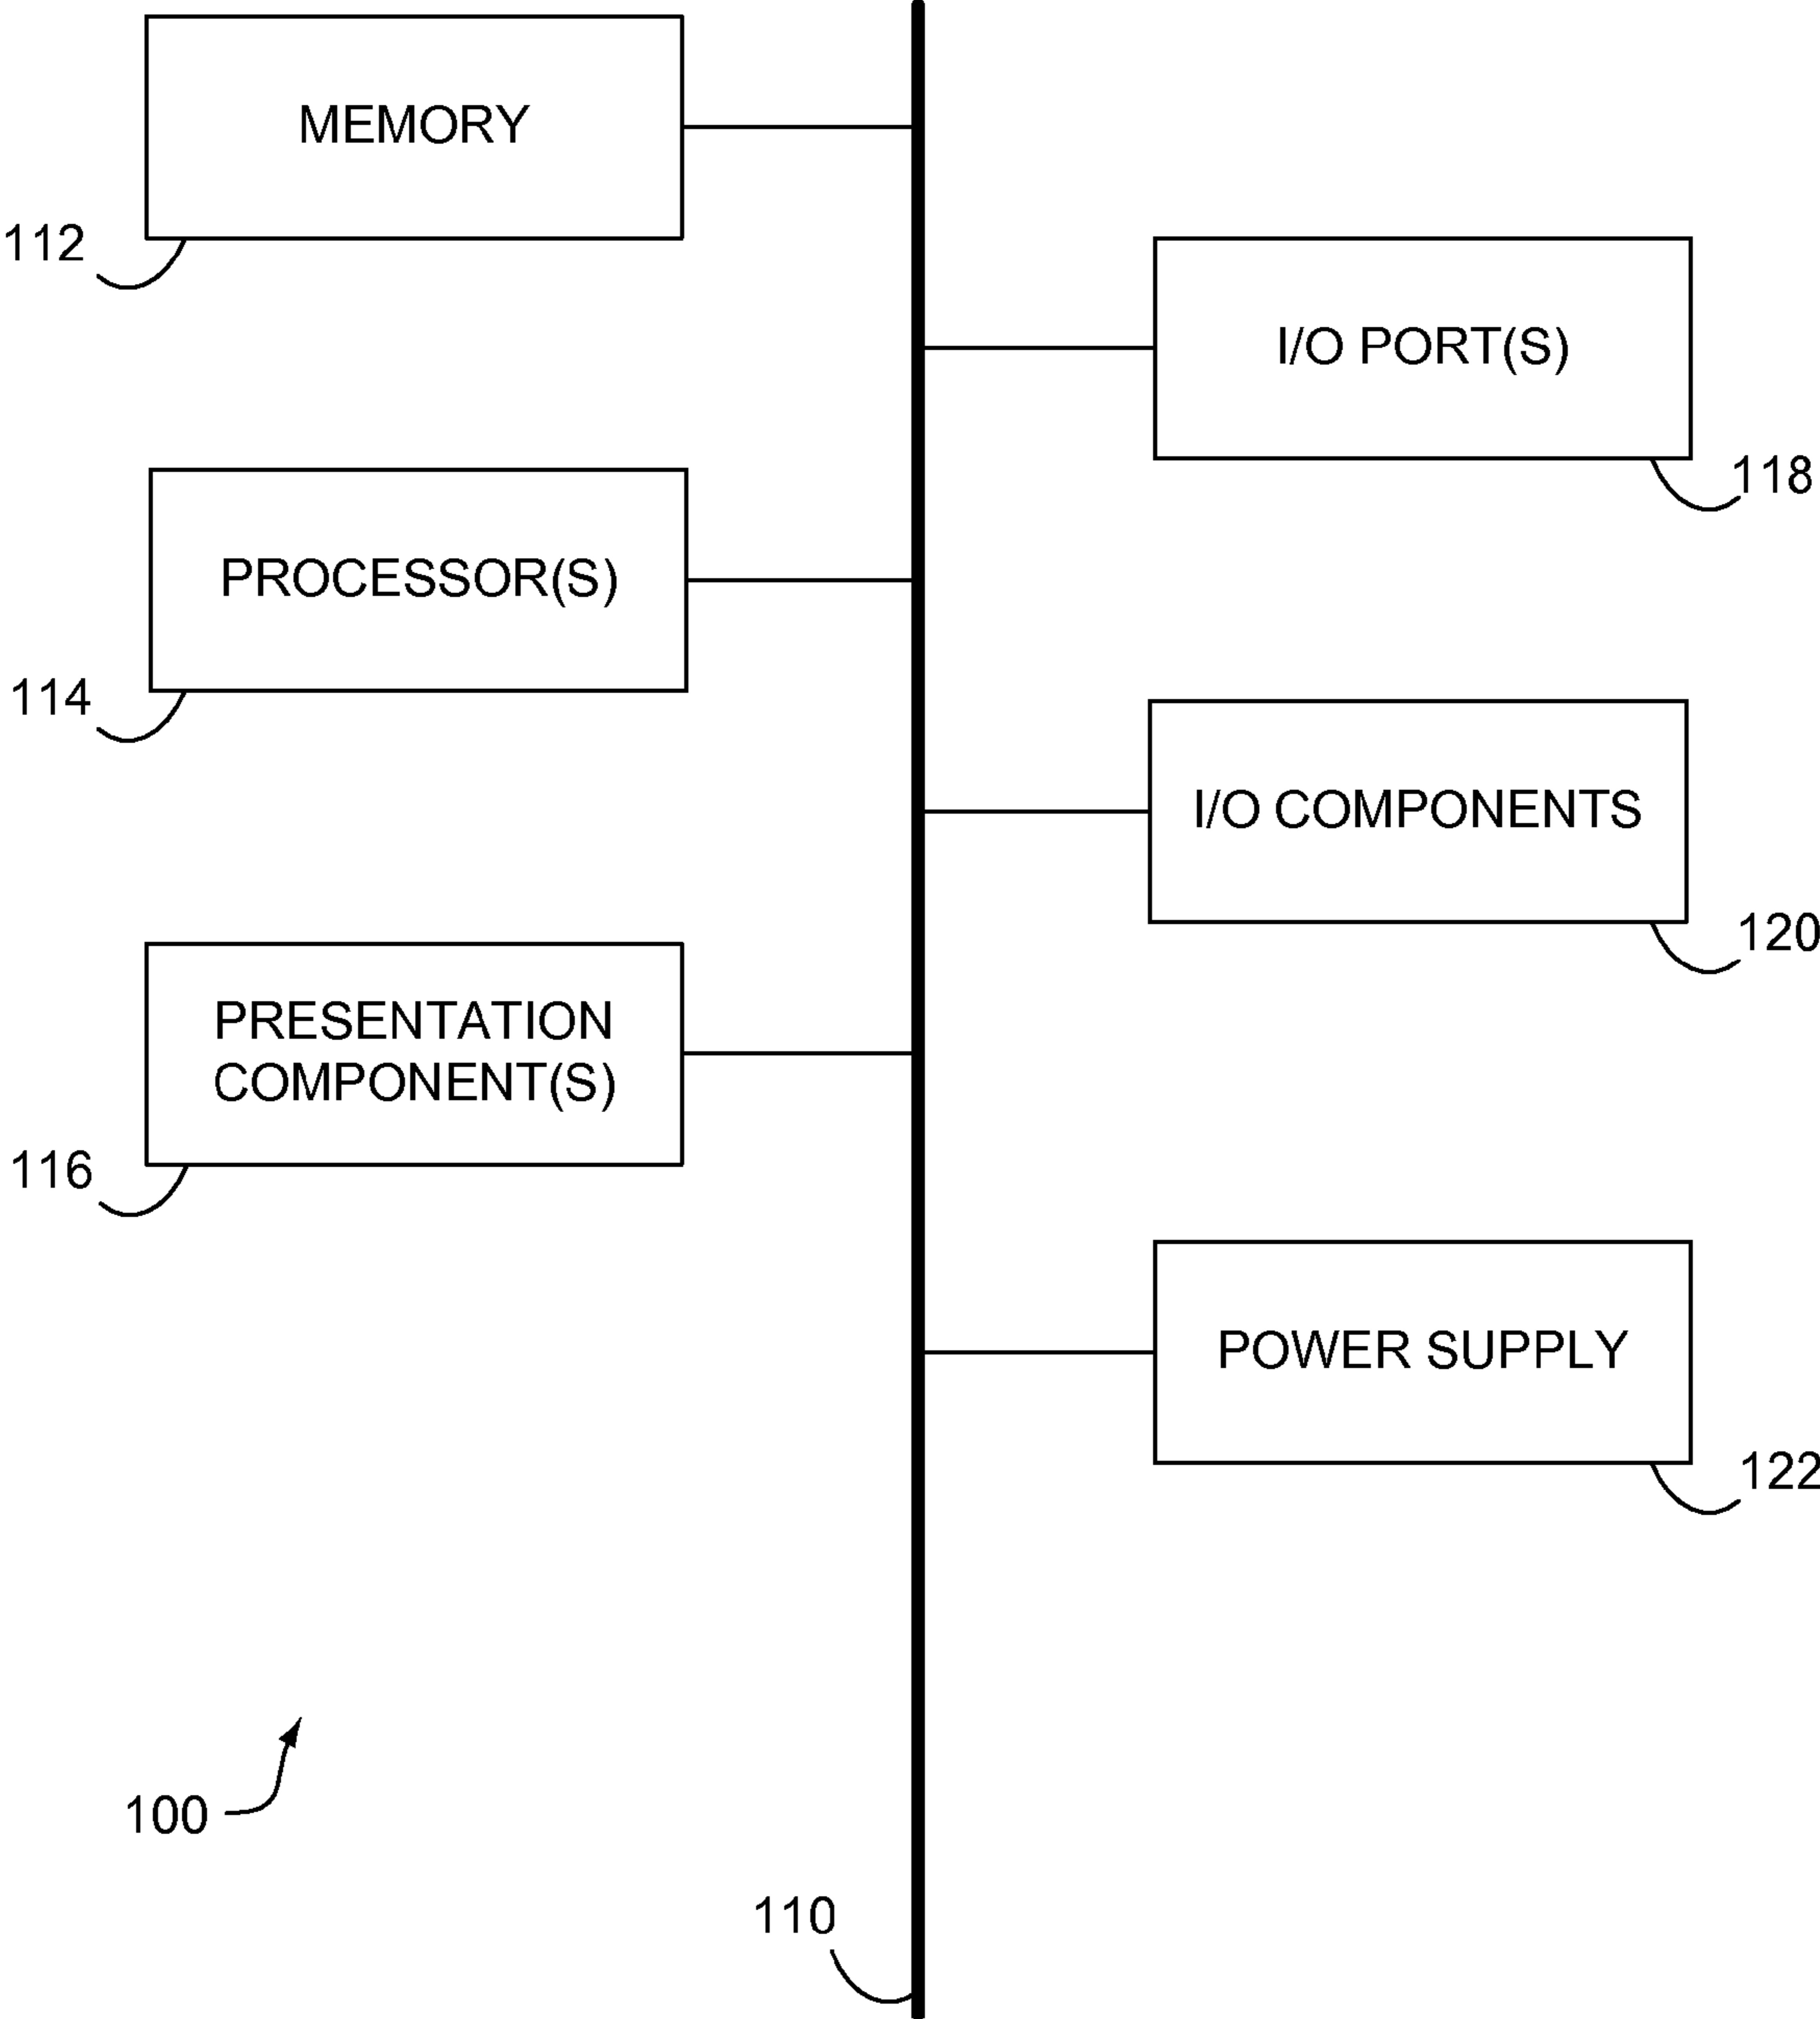 MEMORY
112
I/O PORT(S)
118
PROCESSOR(S)
114
I/O COMPONENTS
120
PRESENTATION
COMPONENT(S)
116
POWER SUPPLY
122
100
110